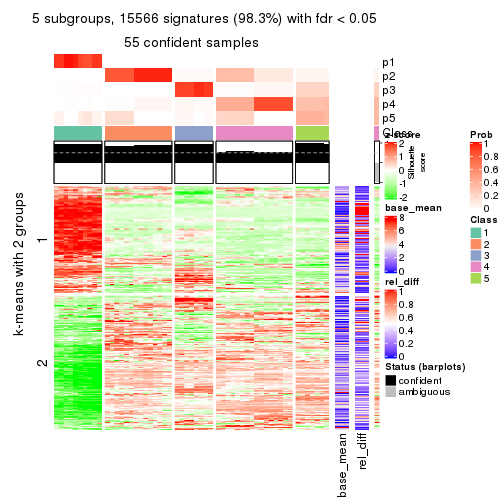 5 subgroups, 15566 signatures (98.3%) with fdr < 0.05
55 confident samples
p1
p2
p3
p4
p5
Class
Silhouette
score
k-means with 2 groups
1
2
base_mean
rel_diff
z-score
2
1
0
-1
-2
base_mean
8
6
4
2
0
rel_diff
1
0.8
0.6
0.4
0.2
0
Status (barplots)
confident
ambiguous
Prob
1
0.8
0.6
0.4
0.2
0
Class
1
2
3
4
5